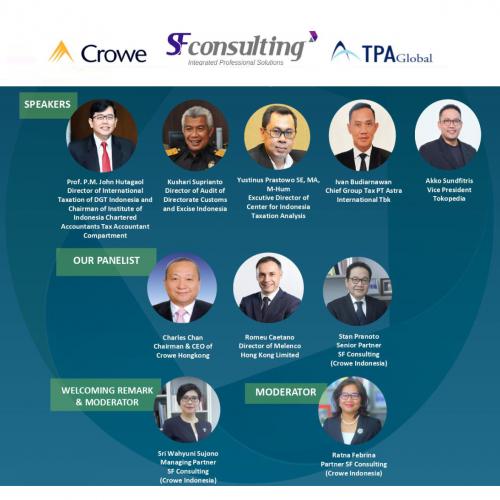 Crowe
SFconsulting
Integrated Professional Solutions
TPAGlobal
SPEAKERS
Prof. P.M. John Hutagaol
Director of International
Taxation of DGT Indonesia and
Chairman of Institute of
Indonesia Chartered
Accountants Tax Accountant
Compartment
Kushari Suprianto
Director of Audit of
Directorate Customs
and Excise Indonesia
Yustinus Prastowo SE, MA,
M-Hum
Excutive Director of
Center for Indonesia
Taxation Analysis
Ivan Budiarnawan
Chief Group Tax PT Astra
International Tbk
Akko Sundfitris
Vice President
Tokopedia
OUR PANELIST
Charles Chan
Chairman & CEO of
Crowe Hongkong
Romeu Caetano
Director of Melenco
Hong Kong Limited
Stan Pranoto
Senior Partner
SF Consulting
(Crowe Indonesia)
WELCOMING REMARK
& MODERATOR
Sri Wahyuni Sujono
Managing Partner
SF Consulting
(Crowe Indonesia)
MODERATOR
Ratna Febrina
Partner SF Consulting
(Crowe Indonesia)